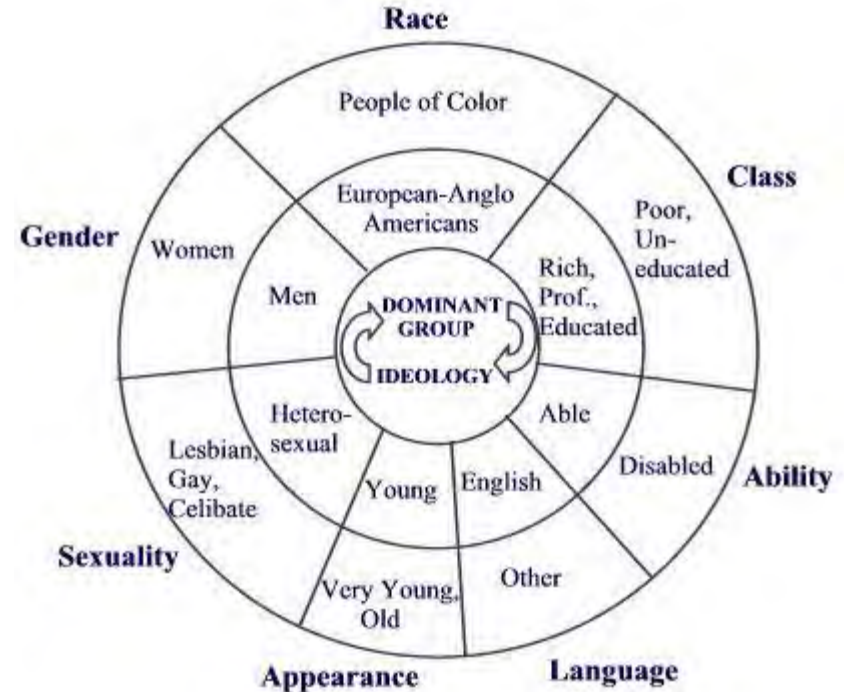 Race
People of Color
European-Anglo
Americans
Class
Poor,
Un-
educated
Rich,
Prof.,
Educated
Gender
Women
Men
DOMINANT
GROUP
IDEOLOGY
Hetero-
sexual
Lesbian,
Gay,
Celibate
Sexuality
Able
Disabled
Ability
Young
English
Very Young,
Old
Other
Appearance
Language